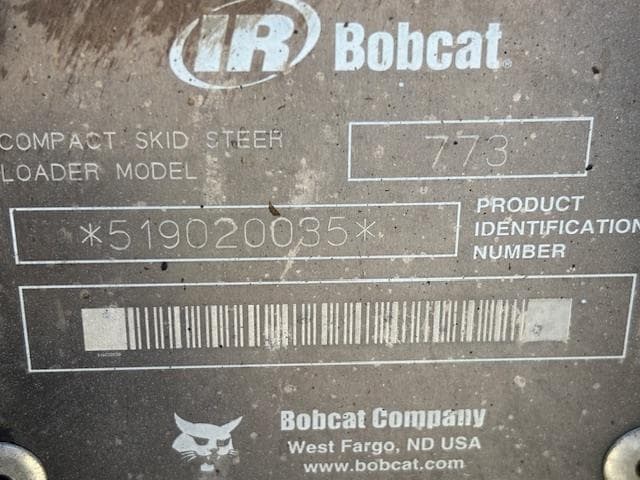 IR Bobcat
COMPACT SKID STEER
LOADER MODEL
773
*519020035*
PRODUCT
IDENTIFICATION
NUMBER
Bobcat Company
West Fargo, ND USA
www.bobcat.com